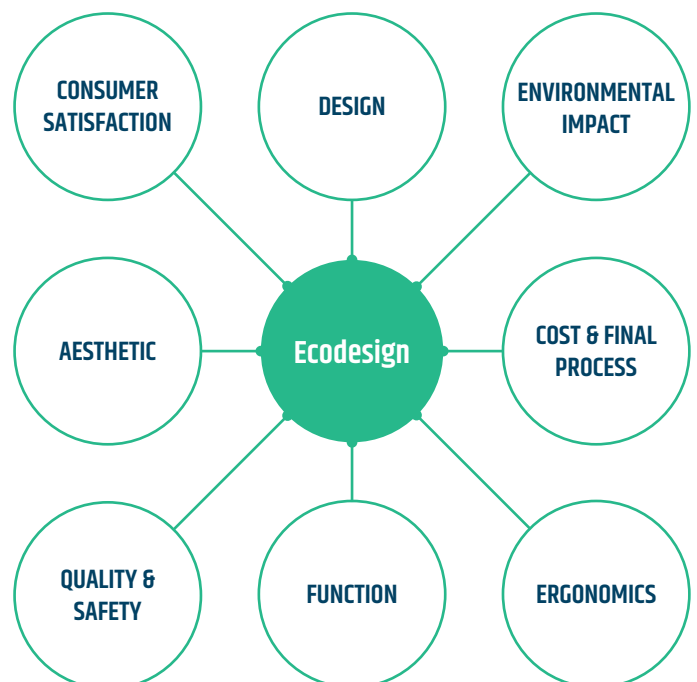 CONSUMER
SATISFACTION
DESIGN
ENVIRONMENTAL
IMPACT
AESTHETIC
Ecodesign
COST & FINAL
PROCESS
QUALITY &
SAFETY
FUNCTION
ERGONOMICS